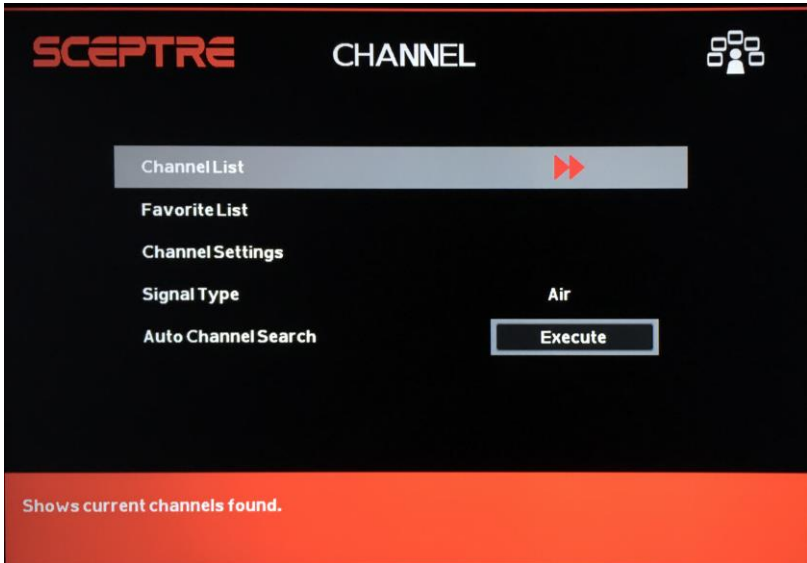 SCEPTRE CHANNEL
Channel List
Favorite List
Channel Settings
Signal Type Air
Auto Channel Search Execute
Shows current channels found.